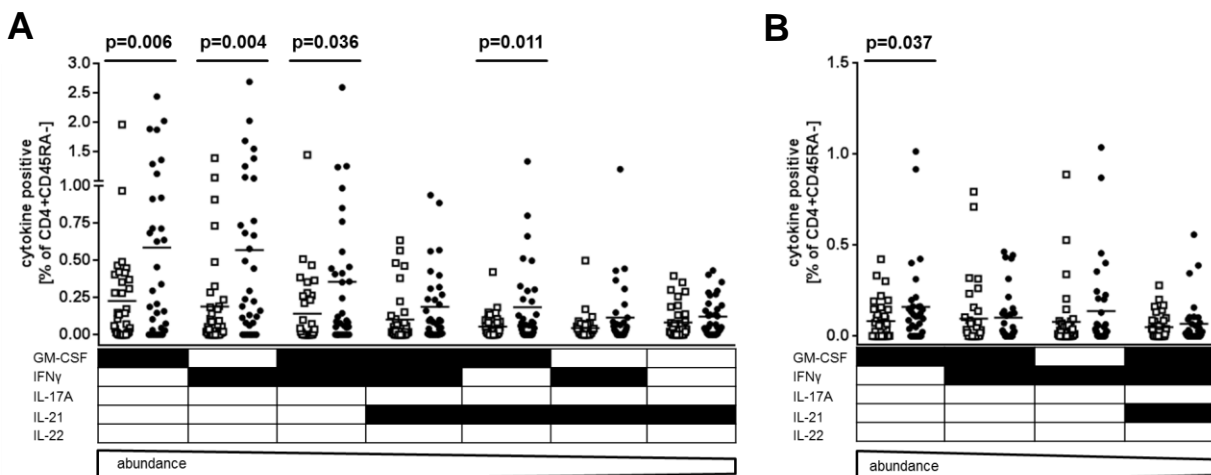 A
p=0.006 p=0.004 p=0.036 p=0.011
3.0
2.5
2.0
1.5
1.00
0.75
0.50
0.25
0.00
cytokine positive
[% of CD4+CD45RA-]
GM-CSF
IFNγ
IL-17A
IL-21
IL-22
abundance
B
p=0.037
1.5
1.0
0.5
0.0
cytokine positive
[% of CD4+CD45RA-]
GM-CSF
IFNγ
IL-17A
IL-21
IL-22
abundance